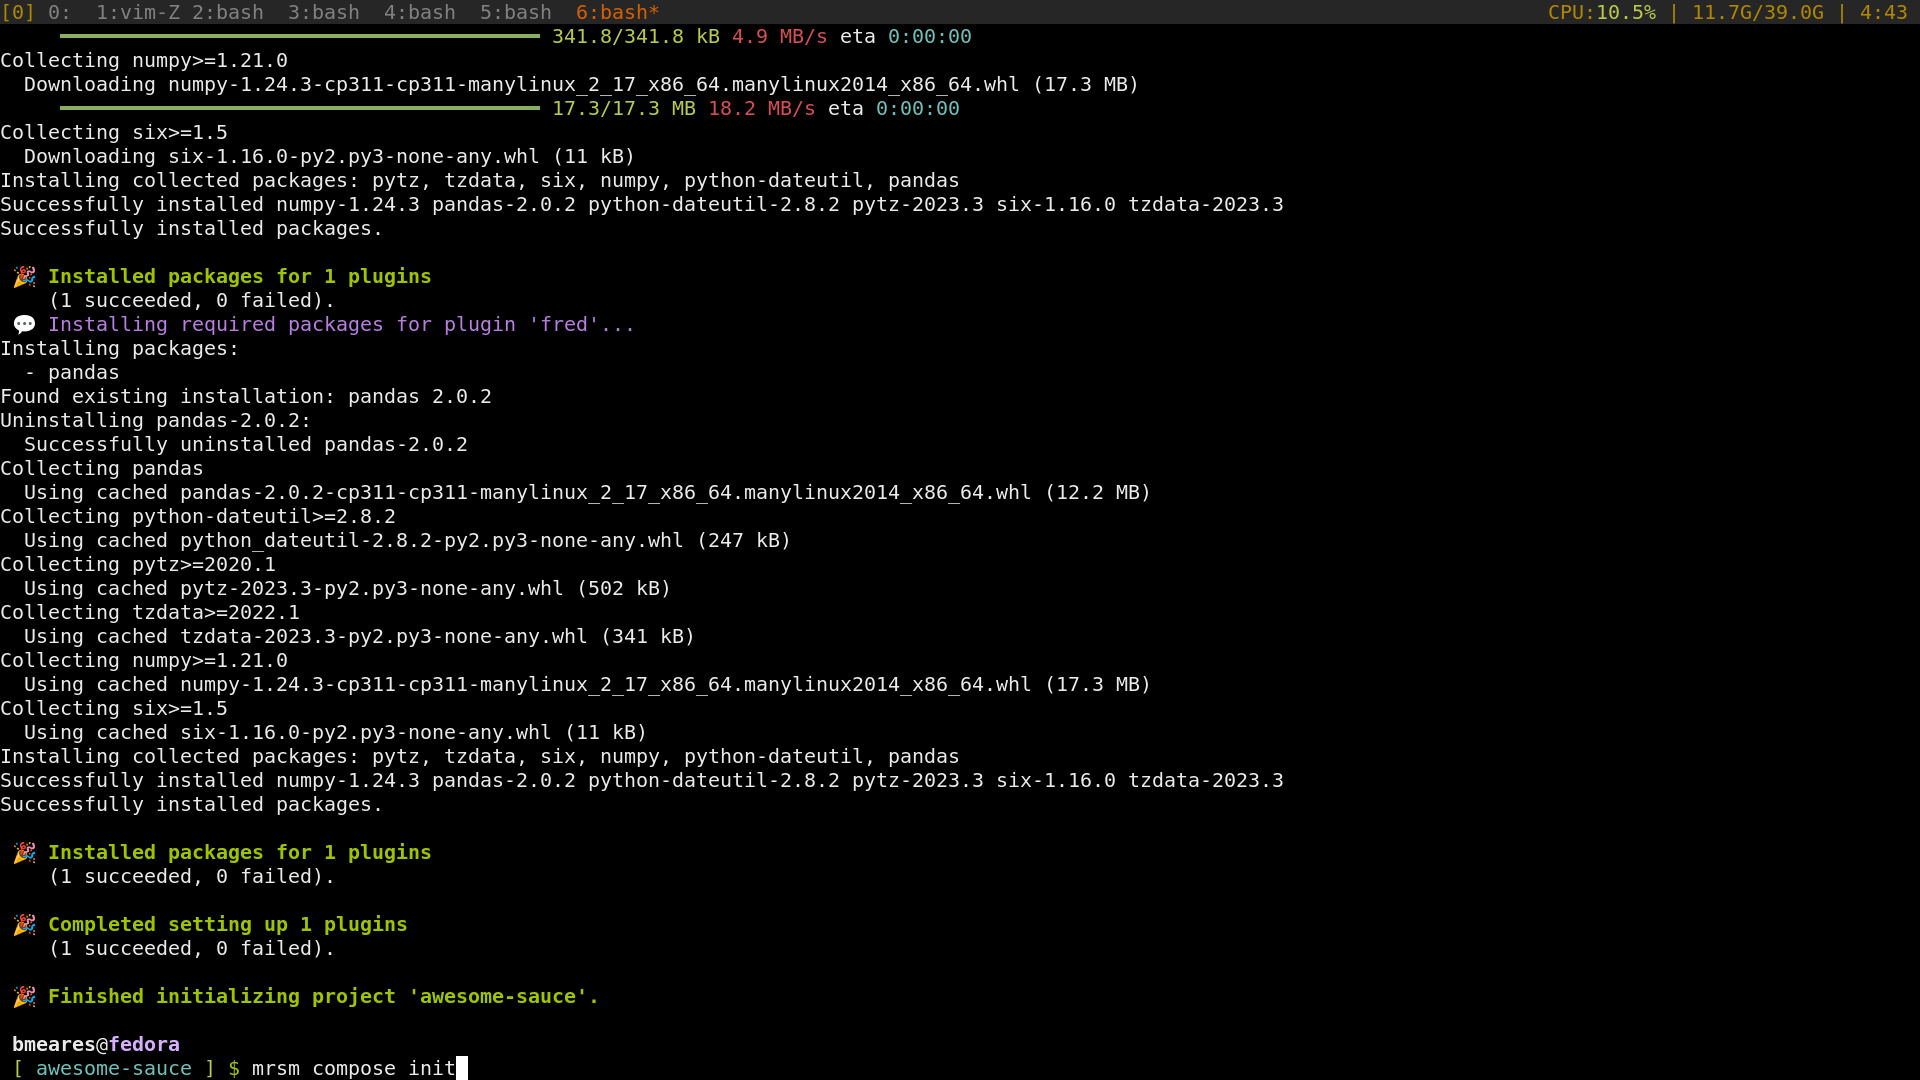 [0] 0:  1:vim-Z 2:bash  3:bash  4:bash  5:bash  6:bash* CPU:10.5% | 11.7G/39.0G | 4:43
341.8/341.8 kB 4.9 MB/s eta 0:00:00
Collecting numpy>=1.21.0
  Downloading numpy-1.24.3-cp311-cp311-manylinux_2_17_x86_64.manylinux2014_x86_64.whl (17.3 MB)
17.3/17.3 MB 18.2 MB/s eta 0:00:00
Collecting six>=1.5
  Downloading six-1.16.0-py2.py3-none-any.whl (11 kB)
Installing collected packages: pytz, tzdata, six, numpy, python-dateutil, pandas
Successfully installed numpy-1.24.3 pandas-2.0.2 python-dateutil-2.8.2 pytz-2023.3 six-1.16.0 tzdata-2023.3
Successfully installed packages.
🎉 Installed packages for 1 plugins
    (1 succeeded, 0 failed).
💬 Installing required packages for plugin 'fred'...
Installing packages:
  - pandas
Found existing installation: pandas 2.0.2
Uninstalling pandas-2.0.2:
  Successfully uninstalled pandas-2.0.2
Collecting pandas
  Using cached pandas-2.0.2-cp311-cp311-manylinux_2_17_x86_64.manylinux2014_x86_64.whl (12.2 MB)
Collecting python-dateutil>=2.8.2
  Using cached python_dateutil-2.8.2-py2.py3-none-any.whl (247 kB)
Collecting pytz>=2020.1
  Using cached pytz-2023.3-py2.py3-none-any.whl (502 kB)
Collecting tzdata>=2022.1
  Using cached tzdata-2023.3-py2.py3-none-any.whl (341 kB)
Collecting numpy>=1.21.0
  Using cached numpy-1.24.3-cp311-cp311-manylinux_2_17_x86_64.manylinux2014_x86_64.whl (17.3 MB)
Collecting six>=1.5
  Using cached six-1.16.0-py2.py3-none-any.whl (11 kB)
Installing collected packages: pytz, tzdata, six, numpy, python-dateutil, pandas
Successfully installed numpy-1.24.3 pandas-2.0.2 python-dateutil-2.8.2 pytz-2023.3 six-1.16.0 tzdata-2023.3
Successfully installed packages.
🎉 Installed packages for 1 plugins
    (1 succeeded, 0 failed).
🎉 Completed setting up 1 plugins
    (1 succeeded, 0 failed).
🎉 Finished initializing project 'awesome-sauce'.
bmeares@fedora
[ awesome-sauce ] $ mrsm compose init